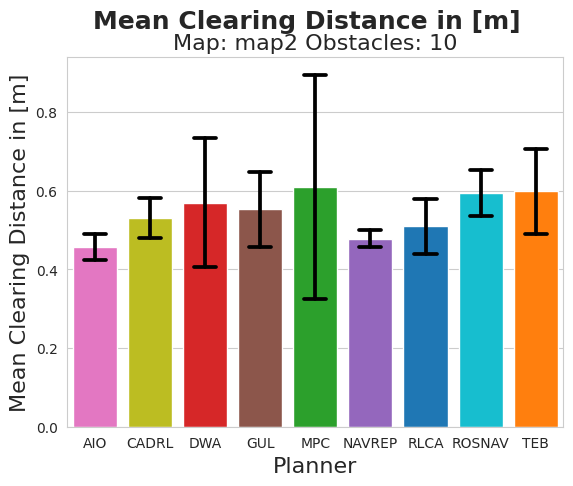 Mean Clearing Distance in [m]
Map: map2 Obstacles: 10
Mean Clearing Distance in [m]
0.8
0.6
0.4
0.2
0.0
AIO CADRL DWA GUL MPC NAVREP RLCA ROSNAV TEB
Planner